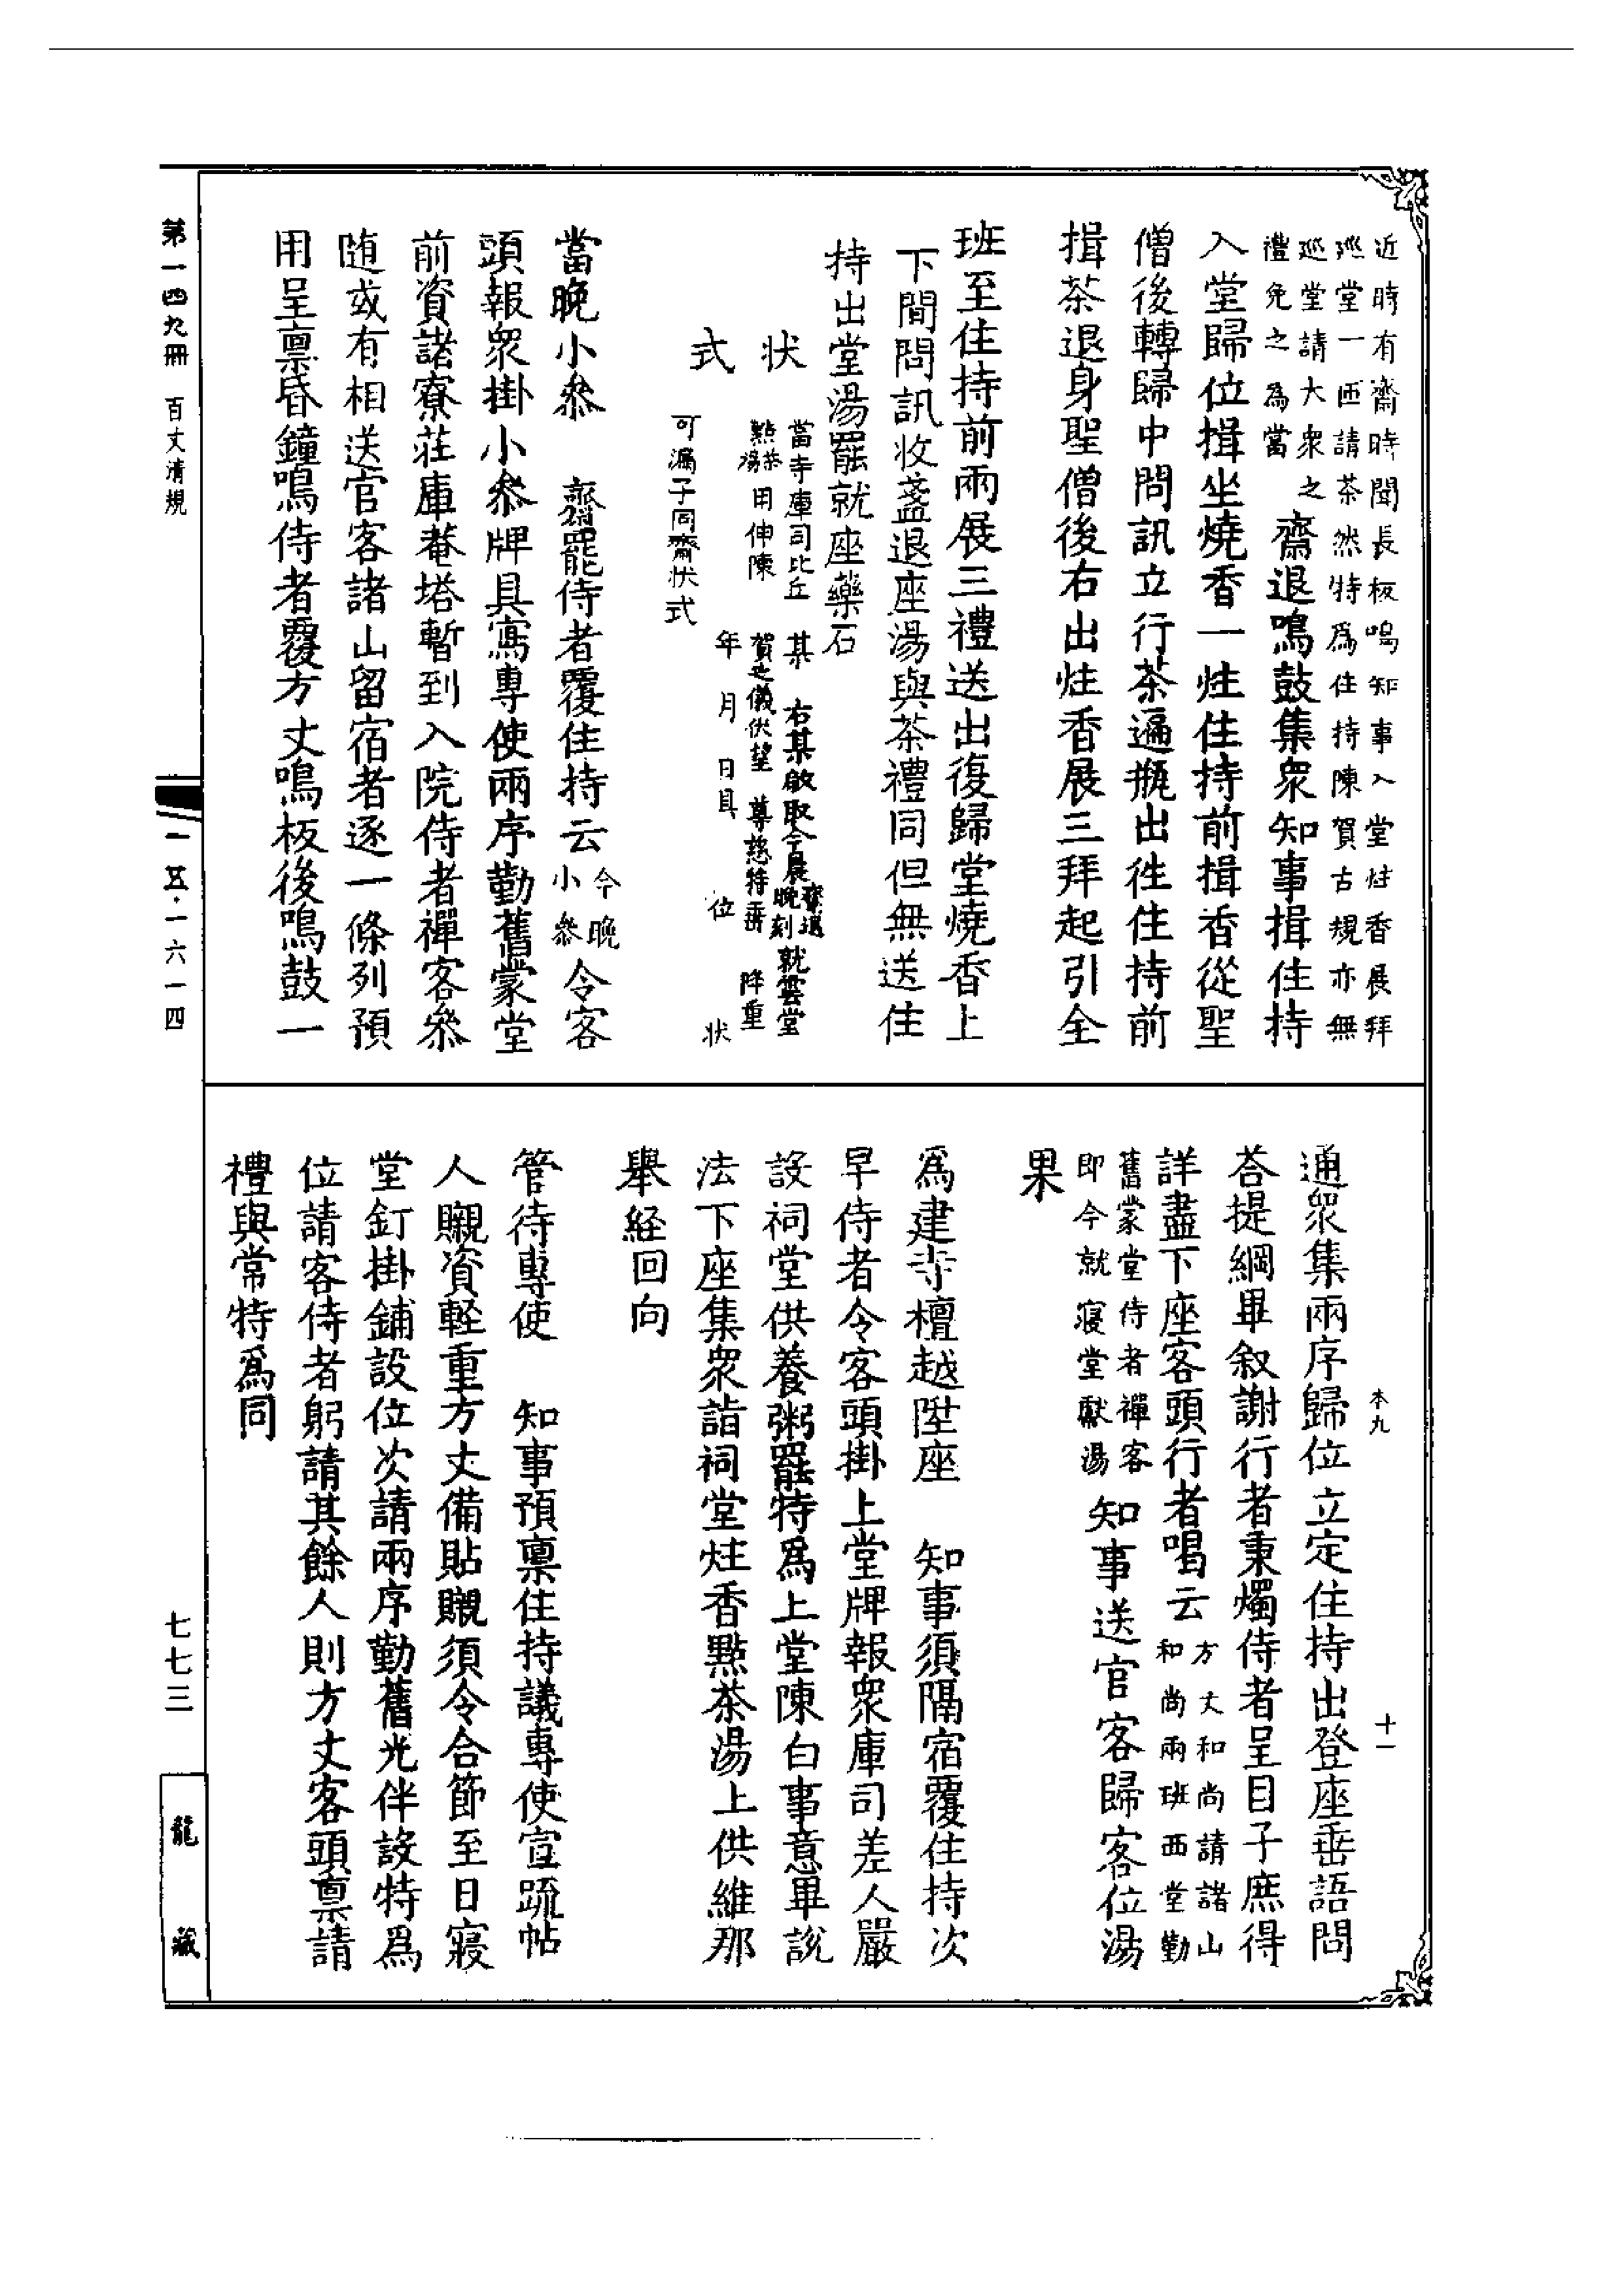 近時有齋時聞長板鳴知事入堂炷香展拜
巡堂一匝請茶然特爲住持陳賀古規亦無
巡堂請大衆之
禮免之為當
齋退鳴鼓集衆知事揖住持
入堂歸位揖坐燒香一炷住持前揖香從聖
僧後轉歸中問訊立行茶遍瓶出徃住持前
揖茶退身聖僧後右出炷香展三拜起引全
班至住持前兩展三禮送出復歸堂燒香上
下間問訊收盞退座湯與茶禮同但無送住
持出堂湯罷就座藥石
狀式
當寺庫司比丘 某 右某啟取今晨齋退晚刻就雲堂
點茶湯用伸陳 賀之儀伏望 尊慈特垂 降重
年 月 日具 位 狀
可漏子同齋狀式
當晚小叅 齋罷侍者覆住持云今晚小叅令客
頭報衆掛小叅牌具寫專使兩序勤舊蒙堂
前資諸寮莊庫菴塔暫到入院侍者禪客叅
随或有相送官客諸山留宿者逐一條列預
用呈禀昏鐘鳴侍者覆方丈鳴板後鳴鼓一
通衆集兩序歸位立定住持出登座垂語問
荅提綱畢叙謝行者秉燭侍者呈目子庶得
詳盡下座客頭行者喝云方丈和尚請諸山和尚兩班西堂勤
舊蒙堂侍者禪客
即今就寢堂獻湯
知事送官客歸客位湯
果
爲建寺檀越陞座 知事須隔宿覆住持次
早侍者令客頭掛上堂牌報衆庫司差人嚴
設祠堂供養粥罷特爲上堂陳白事意畢說
法下座集衆詣祠堂炷香點茶湯上供維那
舉経回向
管待專使 知事預禀住持議專使宣疏帖
人嚫資軽重方丈備貼嚫須令合節至日寢
堂釘掛鋪設位次請兩序勤舊光伴設特爲
位請客侍者躬請其餘人則方丈客頭禀請
禮與常特爲同
本九
十一
第一四九冊 百丈清規
一五·一六一四
七七三
龍藏